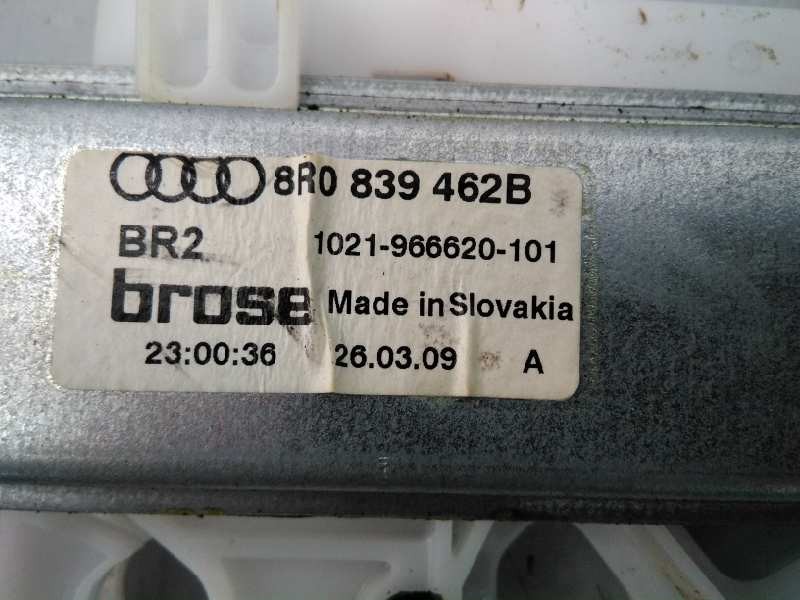 8R0 839 462B
BR2 1021-966620-101
brose Made in Slovakia
23:00:36 26.03.09 A